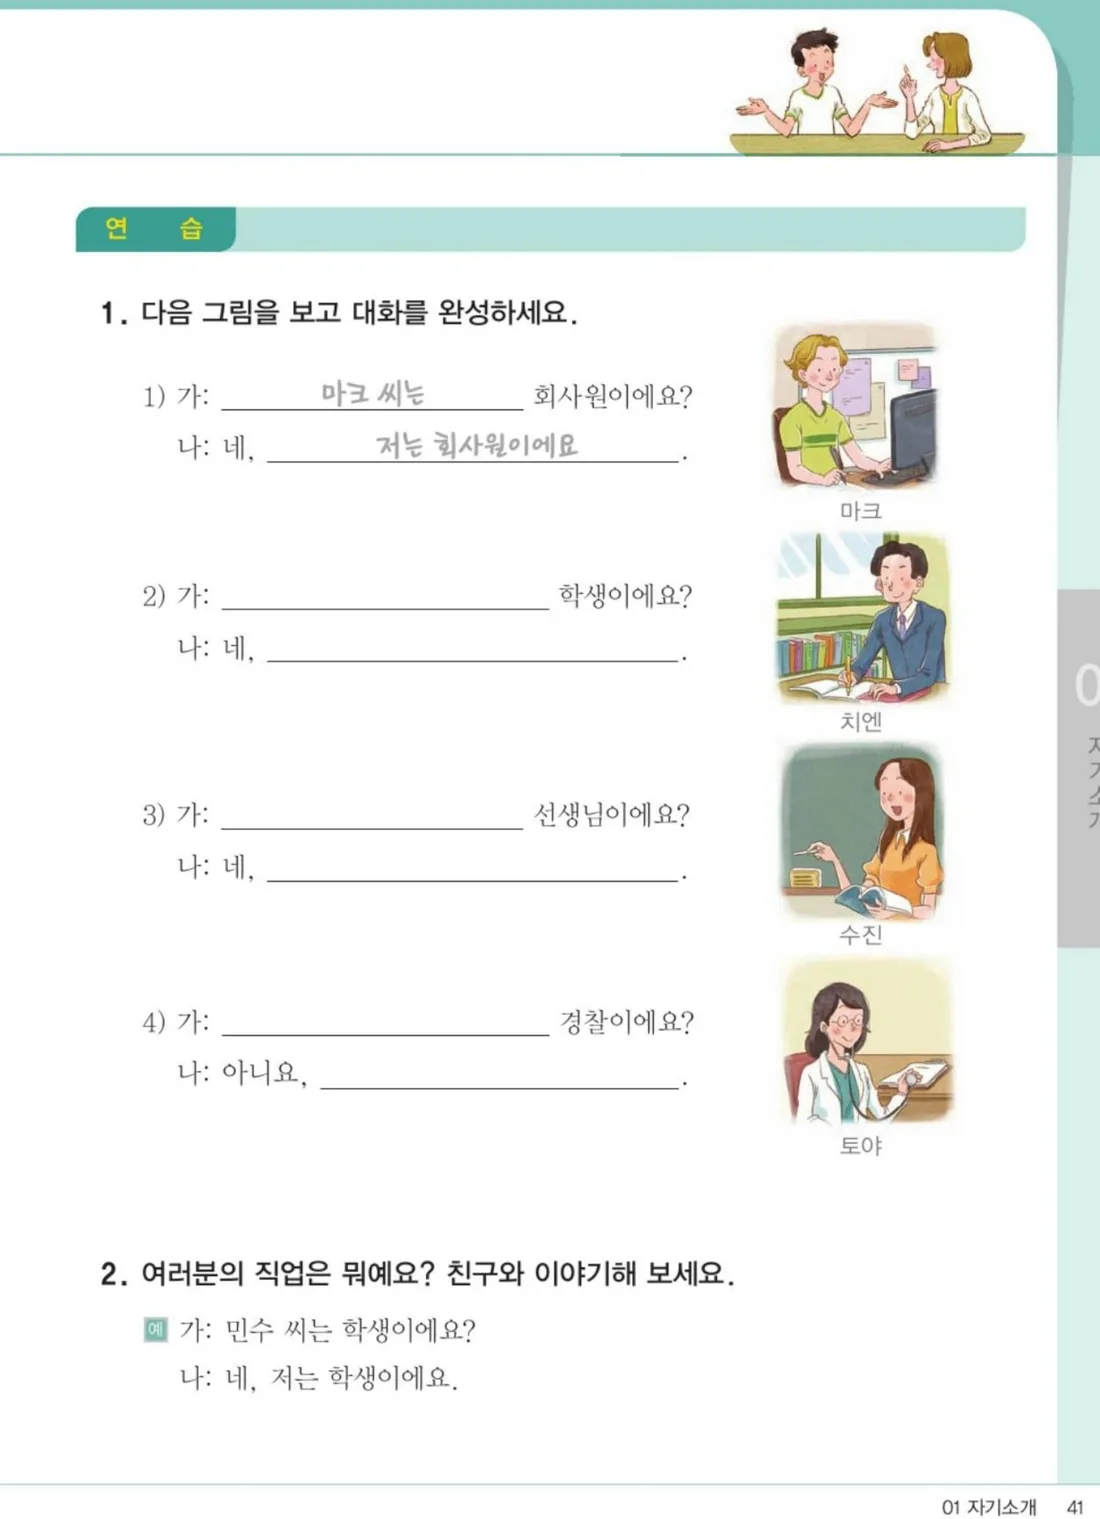 연 습
1. 다음 그림을 보고 대화를 완성하세요.
1) 가: 마크 씨는 회사원이에요?
나: 네, 저는 회사원이에요.
마크
2) 가: 학생이에요?
나: 네, .
치엔
3) 가: 선생님이에요?
나: 네, .
수진
4) 가: 경찰이에요?
나: 아니요, .
토야
2. 여러분의 직업은 뭐예요? 친구와 이야기해 보세요.
예 가: 민수 씨는 학생이에요?
나: 네, 저는 학생이에요.
01 자기소개 41